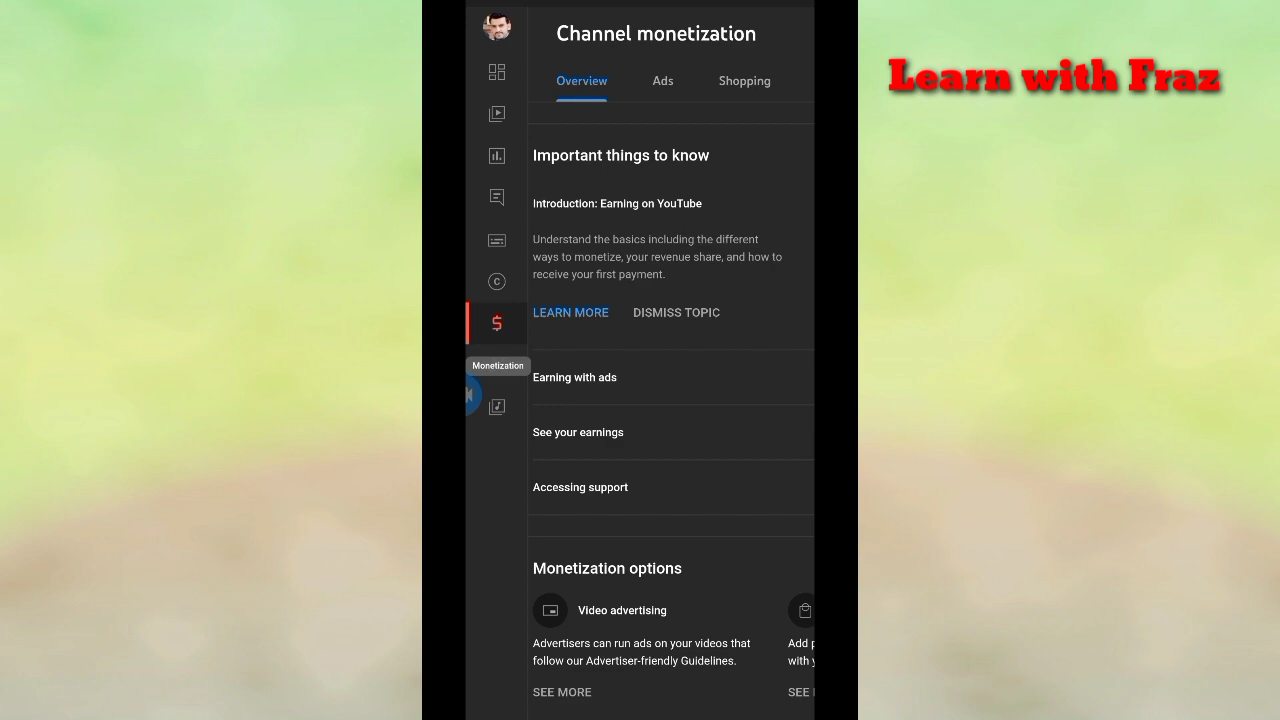 Channel monetization
Learn with Fraz
Overview Ads Shopping
Important things to know
Introduction: Earning on YouTube
Understand the basics including the different
ways to monetize, your revenue share, and how to
receive your first payment.
LEARN MORE DISMISS TOPIC
Monetization
Earning with ads
See your earnings
Accessing support
Monetization options
Video advertising
Advertisers can run ads on your videos that
follow our Advertiser-friendly Guidelines.
SEE MORE
Add
with
SEE